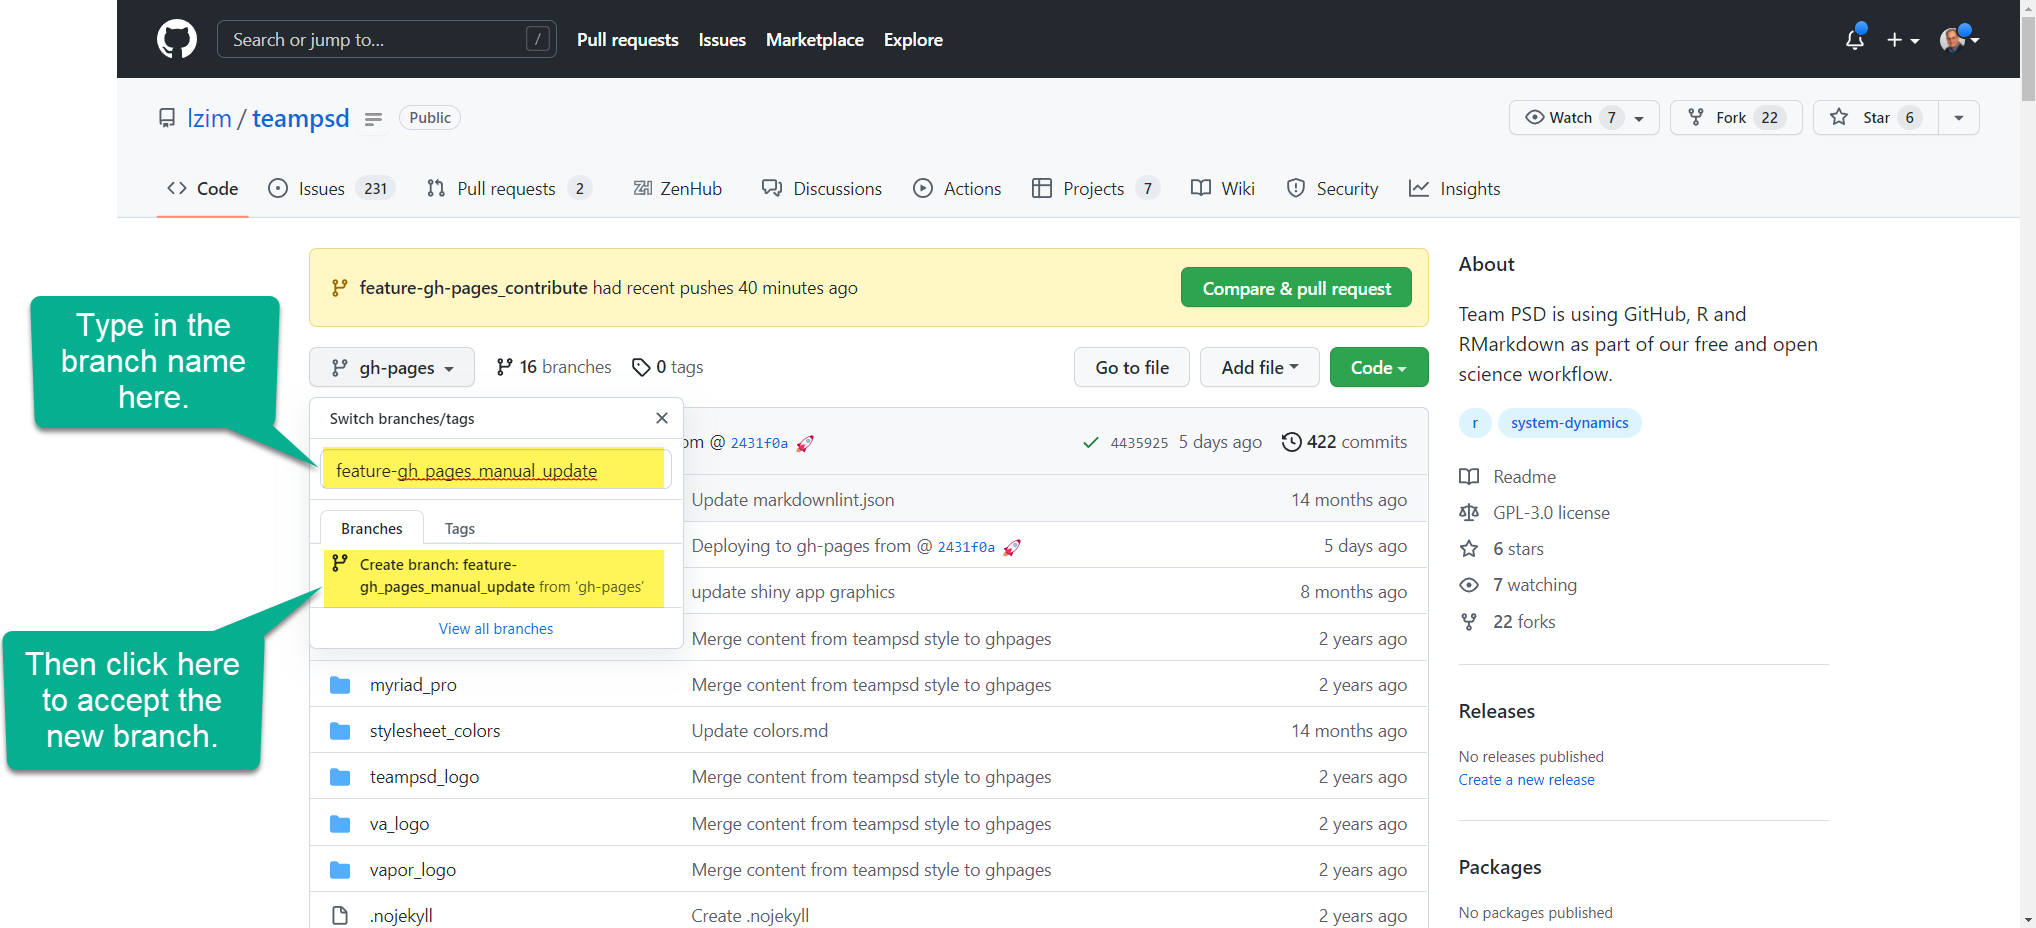 Search or jump to...
/
Pull requests
Issues
Marketplace
Explore
lzim / teampsd
Public
Watch 7
Fork 22
Star 6
Code
Issues 231
Pull requests 2
ZenHub
Discussions
Actions
Projects 7
Wiki
Security
Insights
feature-gh-pages_contribute had recent pushes 40 minutes ago
Compare & pull request
Type in the
branch name
here.
gh-pages
16 branches
0 tags
Go to file
Add file
Code
Switch branches/tags
feature-gh_pages_manual_update
Branches
Tags
Create branch: feature-
gh_pages_manual_update from ‘gh-pages’
View all branches
Then click here
to accept the
new branch.
om @ 2431f0a 🚀
4435925 5 days ago
422 commits
Update markdownlint.json 14 months ago
Deploying to gh-pages from @ 2431f0a 🚀 5 days ago
update shiny app graphics 8 months ago
Merge content from teampsd style to ghpages 2 years ago
myriad_pro Merge content from teampsd style to ghpages 2 years ago
stylesheet_colors Update colors.md 14 months ago
teampsd_logo Merge content from teampsd style to ghpages 2 years ago
va_logo Merge content from teampsd style to ghpages 2 years ago
vapor_logo Merge content from teampsd style to ghpages 2 years ago
.nojekyll Create .nojekyll 2 years ago
About
Team PSD is using GitHub, R and
RMarkdown as part of our free and open
science workflow.
r
system-dynamics
Readme
GPL-3.0 license
6 stars
7 watching
22 forks
Releases
No releases published
Create a new release
Packages
No packages published